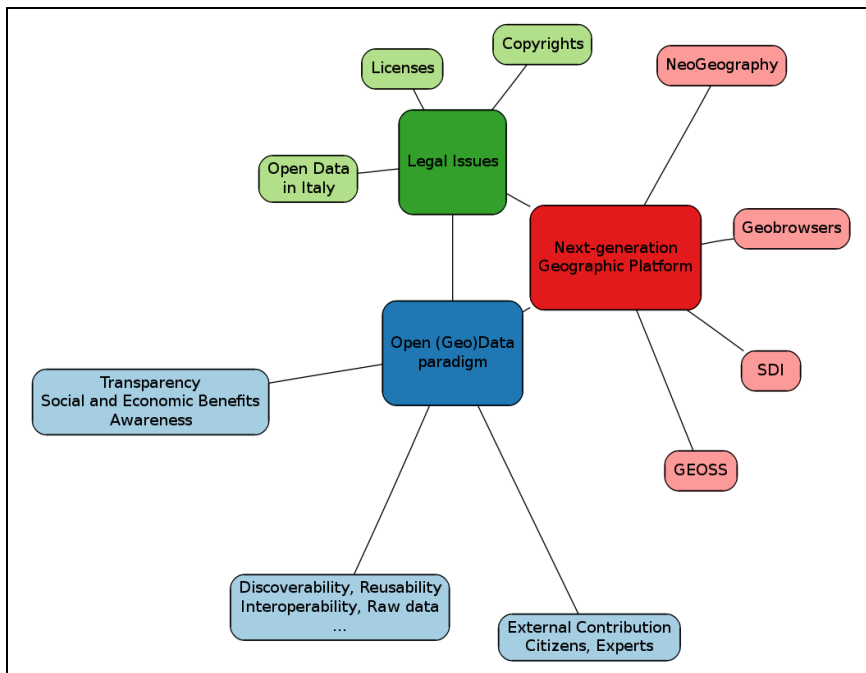 Copyrights
Licenses
NeoGeography
Legal Issues
Open Data
in Italy
Next-generation
Geographic Platform
Geobrowsers
Open (Geo)Data
paradigm
SDI
Transparency
Social and Economic Benefits
Awareness
GEOSS
Discoverability, Reusability
Interoperability, Raw data
...
External Contribution
Citizens, Experts